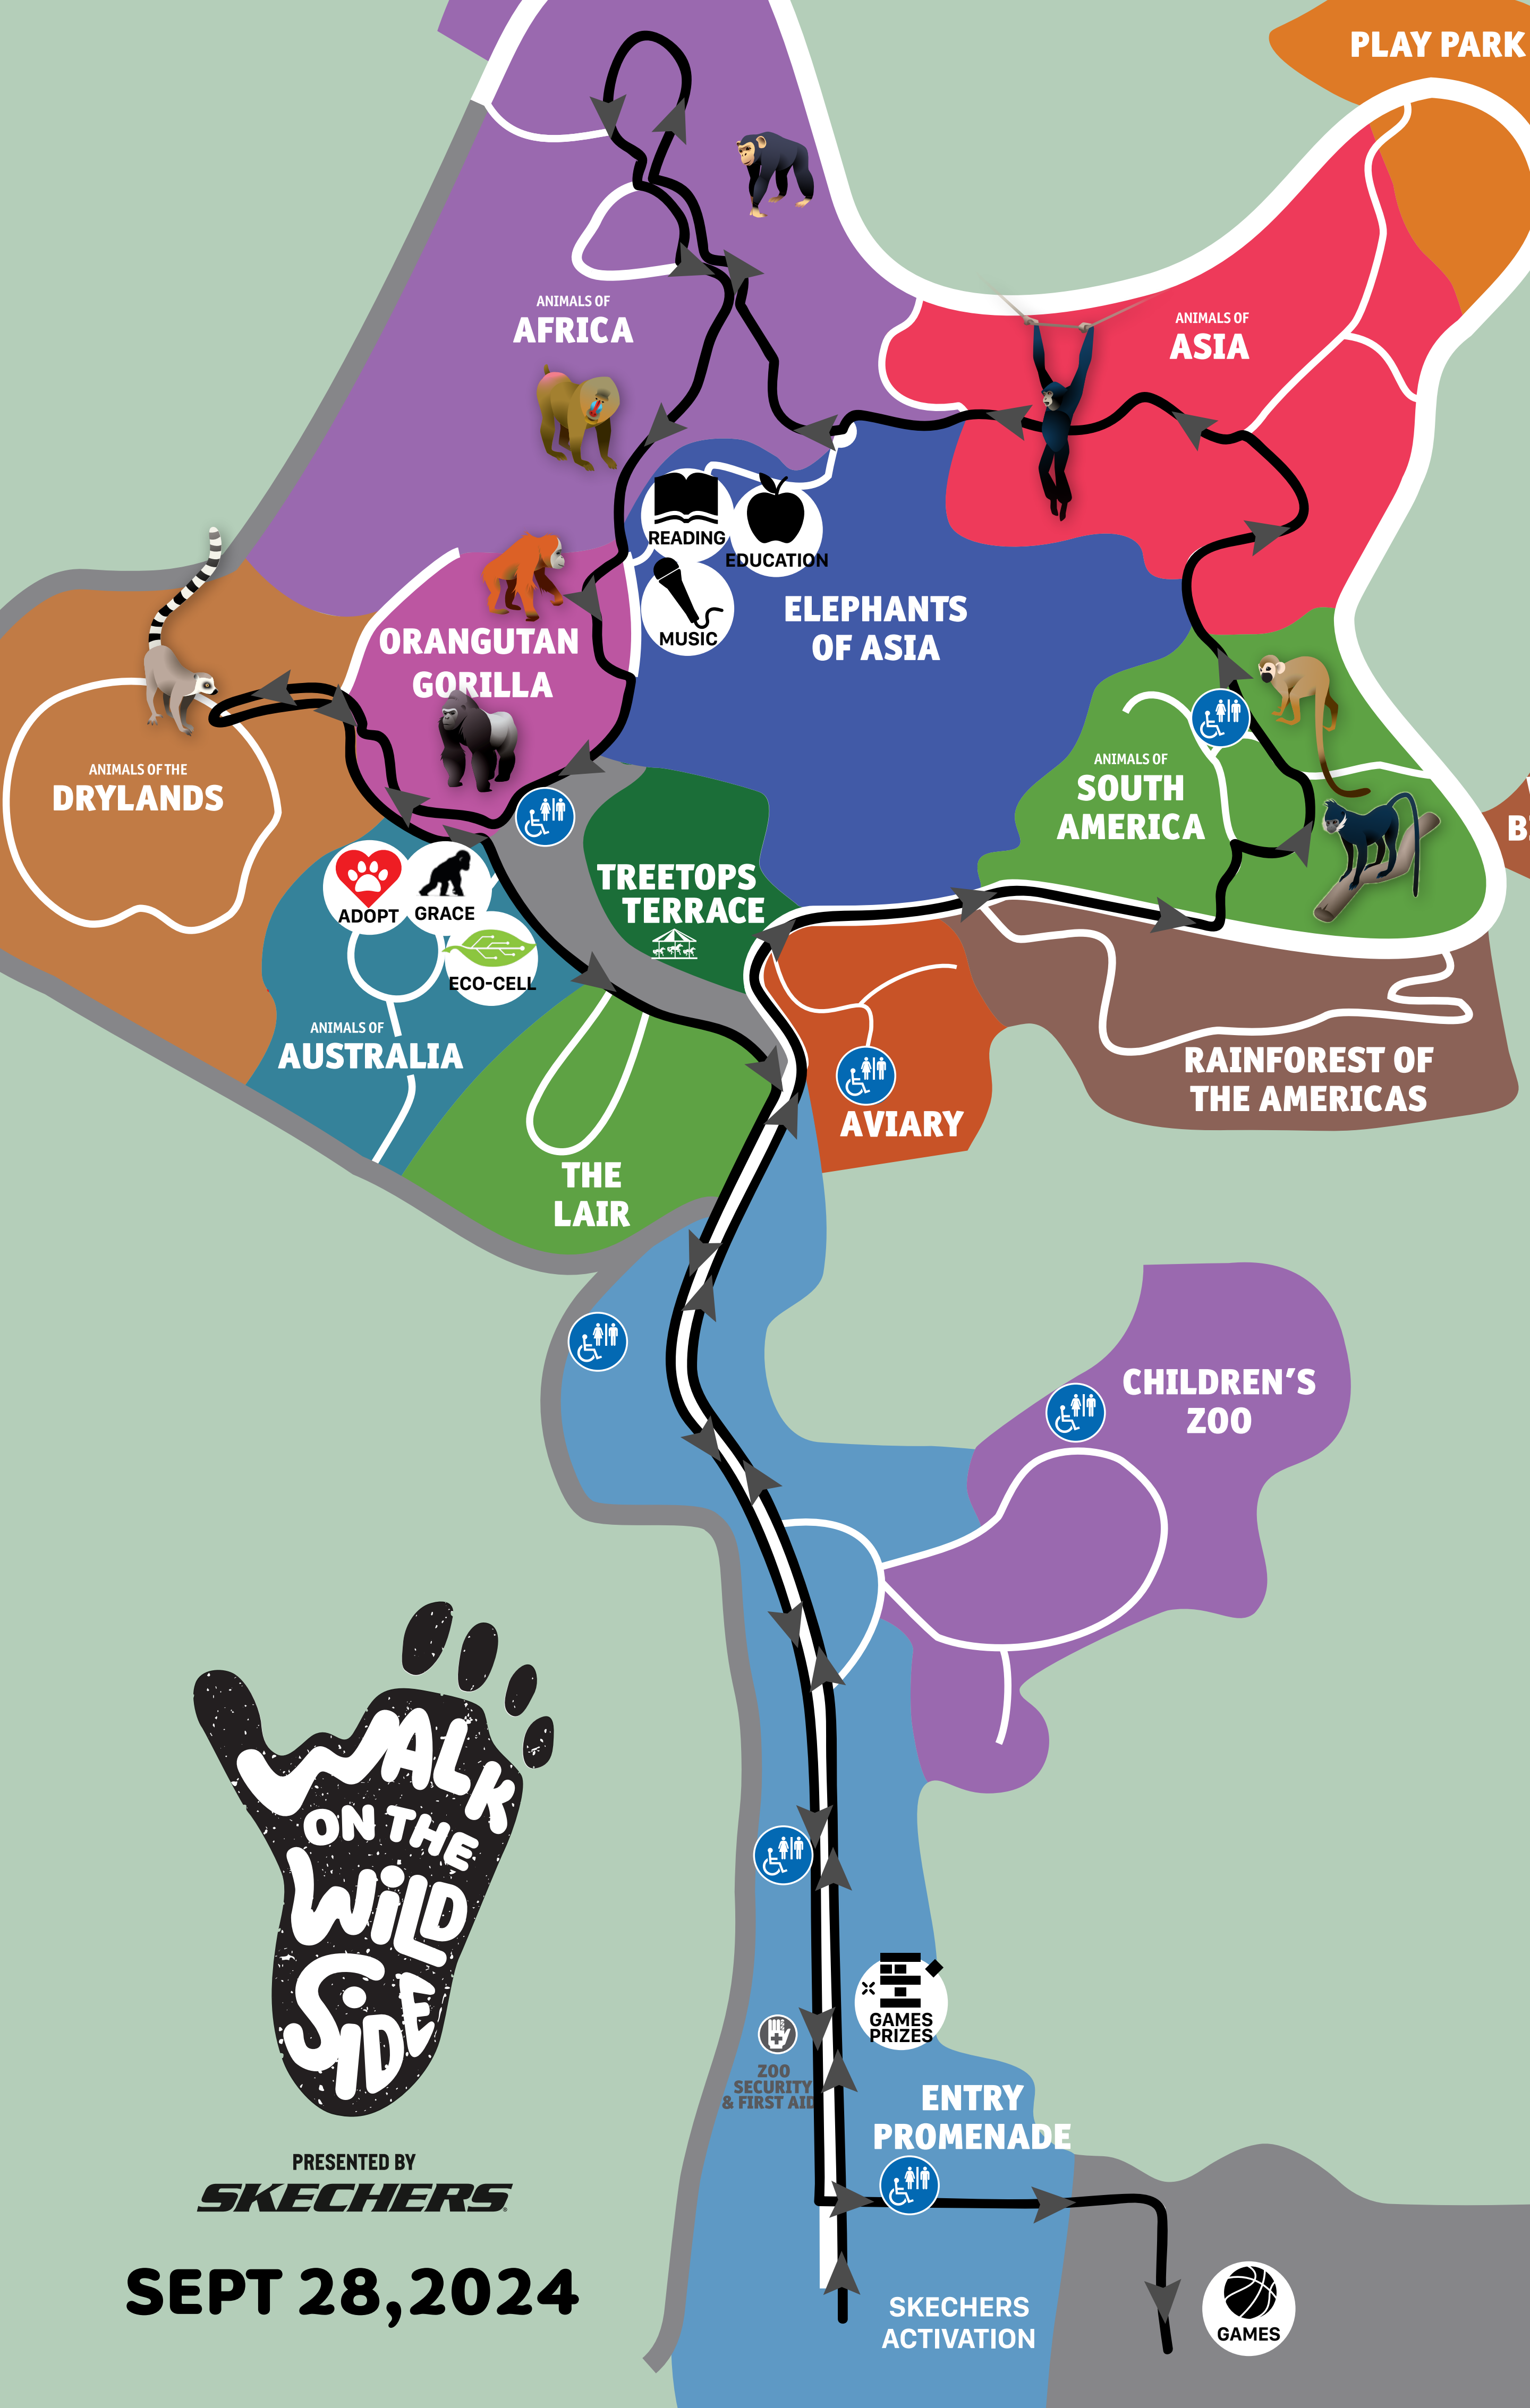 PLAY PARK
ANIMALS OF
AFRICA
ANIMALS OF
ASIA
READING
EDUCATION
MUSIC
ELEPHANTS
OF ASIA
ORANGUTAN
GORILLA
ANIMALS OF THE
DRYLANDS
ANIMALS OF
SOUTH
AMERICA
TREETOPS
TERRACE
ADOPT
GRACE
ECO-CELL
ANIMALS OF
AUSTRALIA
RAINFOREST OF
THE AMERICAS
AVIARY
THE
LAIR
CHILDREN'S
ZOO
WALK
ON THE
WiLD
SiDE
PRESENTED BY
SKECHERS
SEPT 28,2024
GAMES
PRIZES
ZOO
SECURITY
& FIRST AID
ENTRY
PROMENADE
SKECHERS
ACTIVATION
GAMES